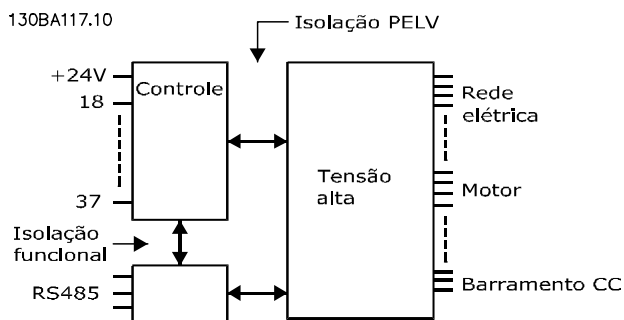 130BA117.10
Isolação PELV
+24V
18
Controle
37
Tensão
alta
Rede
elétrica
Motor
Isolação
funcional
RS485
Barramento CC